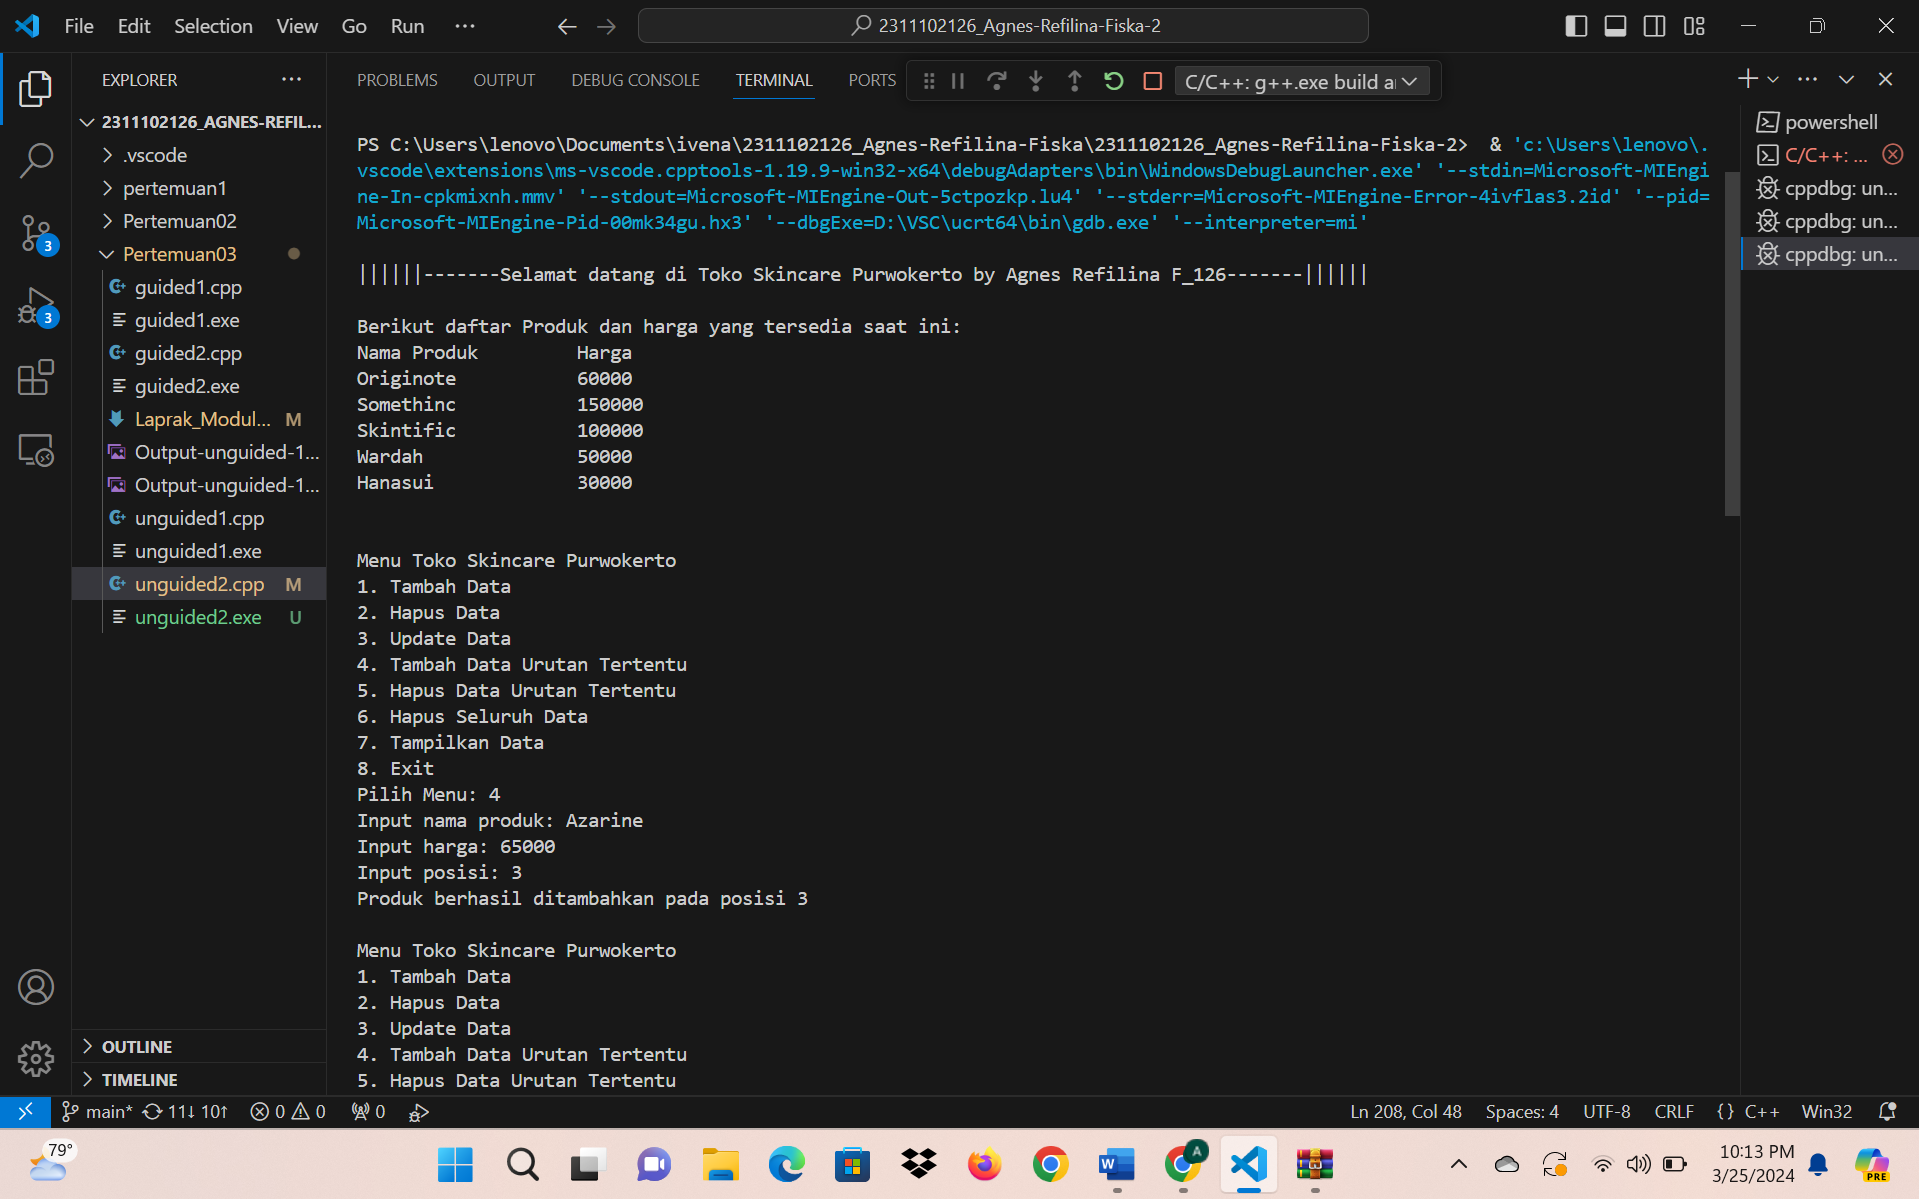 File Edit Selection View Go Run ...
2311102126_Agnes-Refilina-Fiska-2
EXPLORER
PROBLEMS OUTPUT DEBUG CONSOLE TERMINAL PORTS
C/C++: g++.exe build a
2311102126_AGNES-REFIL...
.vscode
pertemuan1
Pertemuan02
Pertemuan03
guided1.cpp
guided1.exe
guided2.cpp
guided2.exe
Laprak_Modul... M
Output-unguided-1...
Output-unguided-1...
unguided1.cpp
unguided1.exe
unguided2.cpp M
unguided2.exe U
OUTLINE
TIMELINE
3
3
PS C:\Users\lenovo\Documents\ivena\2311102126_Agnes-Refilina-Fiska\2311102126_Agnes-Refilina-Fiska-2> & 'c:\Users\lenovo\.
vscode\extensions\ms-vscode.cpptools-1.19.9-win32-x64\debugAdapters\bin\WindowsDebugLauncher.exe' '--stdin=Microsoft-MIEngi
ne-In-cpkmixnh.mmv' '--stdout=Microsoft-MIEngine-Out-5ctpozkp.lu4' '--stderr=Microsoft-MIEngine-Error-4ivflas3.2id' '--pid=
Microsoft-MIEngine-Pid-00mk34gu.hx3' '--dbgExe=D:\VSC\ucrt64\bin\gdb.exe' '--interpreter=mi'
||||||-------Selamat datang di Toko Skincare Purwokerto by Agnes Refilina F_126-------||||||
Berikut daftar Produk dan harga yang tersedia saat ini:
Nama Produk Harga
Originote 60000
Somethinc 150000
Skintific 100000
Wardah 50000
Hanasui 30000
Menu Toko Skincare Purwokerto
1. Tambah Data
2. Hapus Data
3. Update Data
4. Tambah Data Urutan Tertentu
5. Hapus Data Urutan Tertentu
6. Hapus Seluruh Data
7. Tampilkan Data
8. Exit
Pilih Menu: 4
Input nama produk: Azarine
Input harga: 65000
Input posisi: 3
Produk berhasil ditambahkan pada posisi 3
Menu Toko Skincare Purwokerto
1. Tambah Data
2. Hapus Data
3. Update Data
4. Tambah Data Urutan Tertentu
5. Hapus Data Urutan Tertentu
powershell
C/C++: ...
cppdbg: un...
cppdbg: un...
cppdbg: un...
main* 11↓ 10↑ 0 0 0
Ln 208, Col 48 Spaces: 4 UTF-8 CRLF {} C++ Win32
79°
W
A
10:13 PM
3/25/2024
PRE